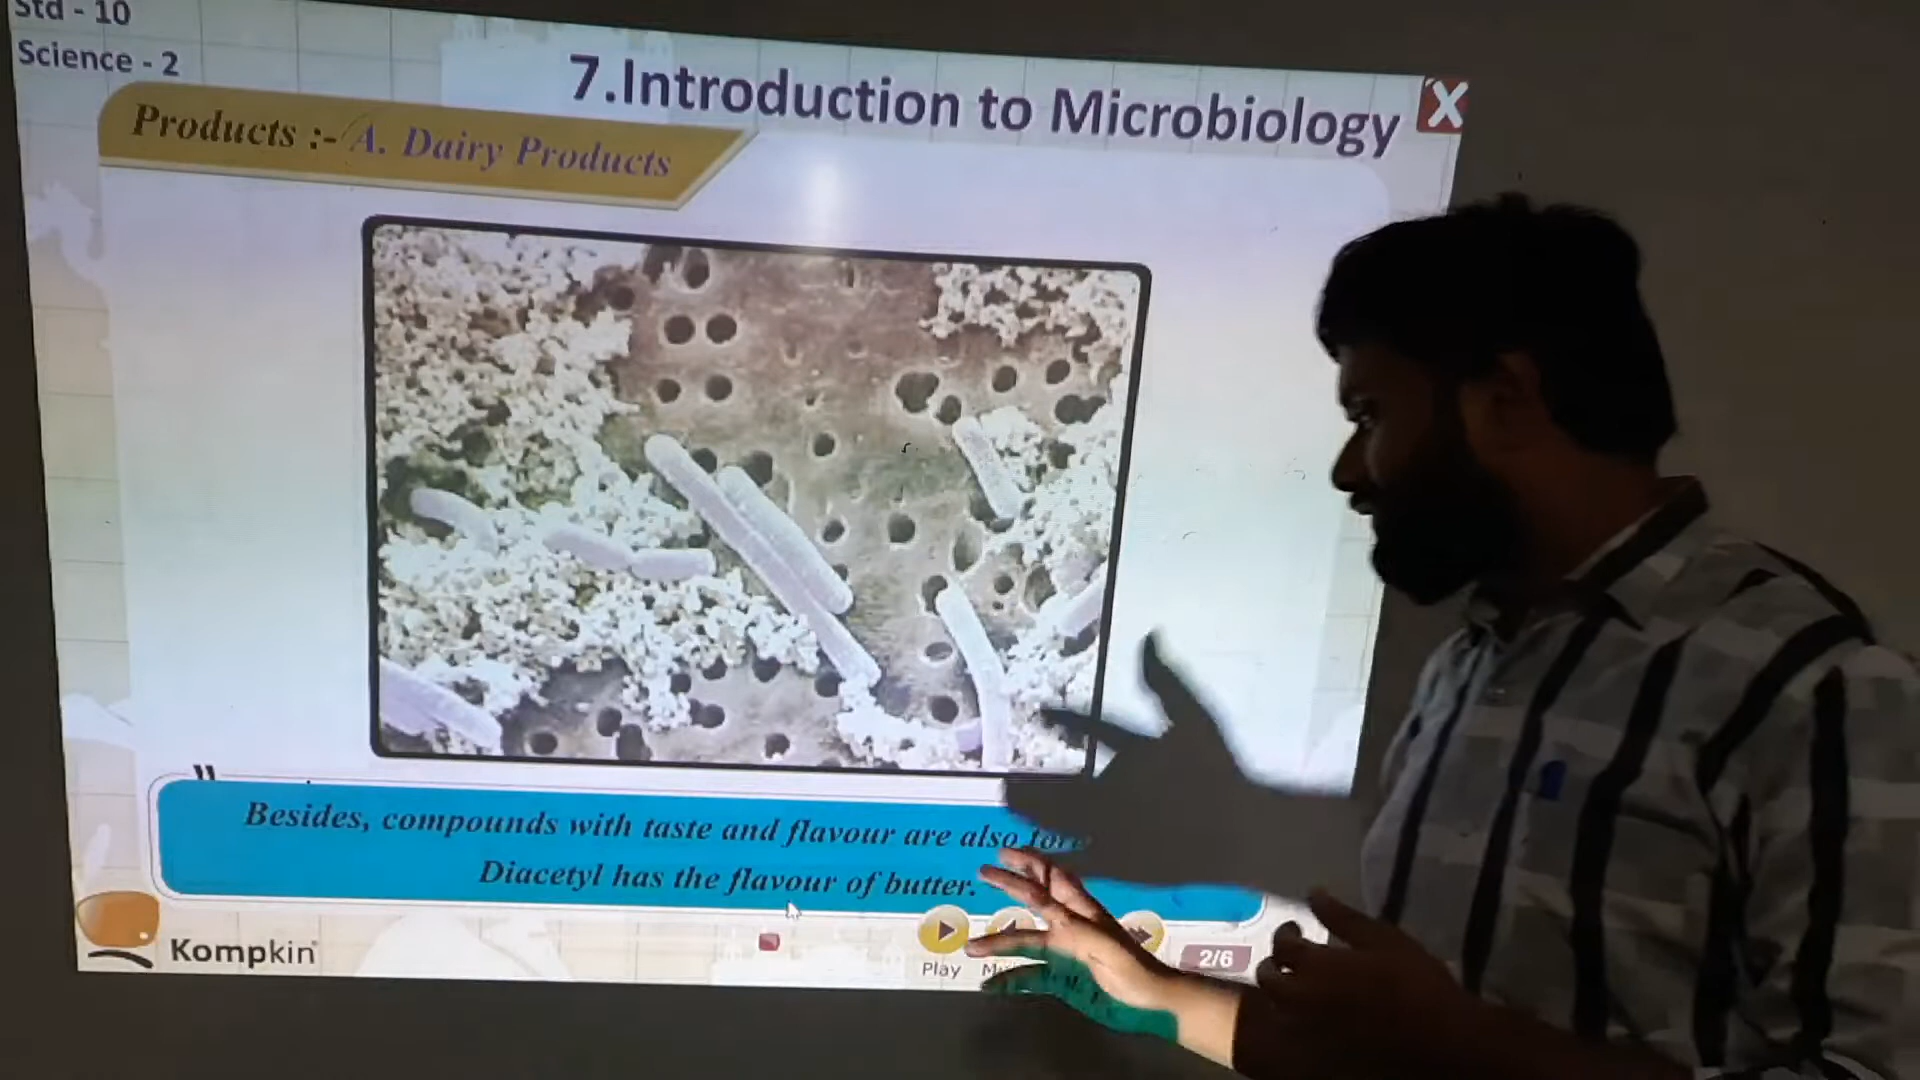 Std - 10
Science - 2
7.Introduction to Microbiology
X
Products :- A. Dairy Products
Besides, compounds with taste and flavour are also
Diacetyl has the flavour of butter.
Kompkin
Play
2/6